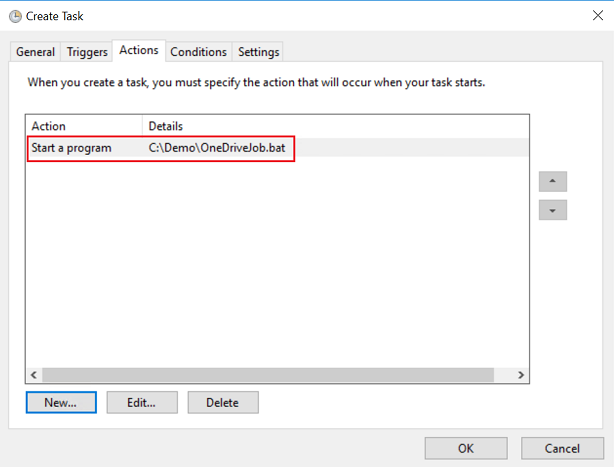 Create Task
General Triggers Actions Conditions Settings
When you create a task, you must specify the action that will occur when your task starts.
Action Details
Start a program C:\Demo\OneDriveJob.bat
New... Edit... Delete
OK Cancel